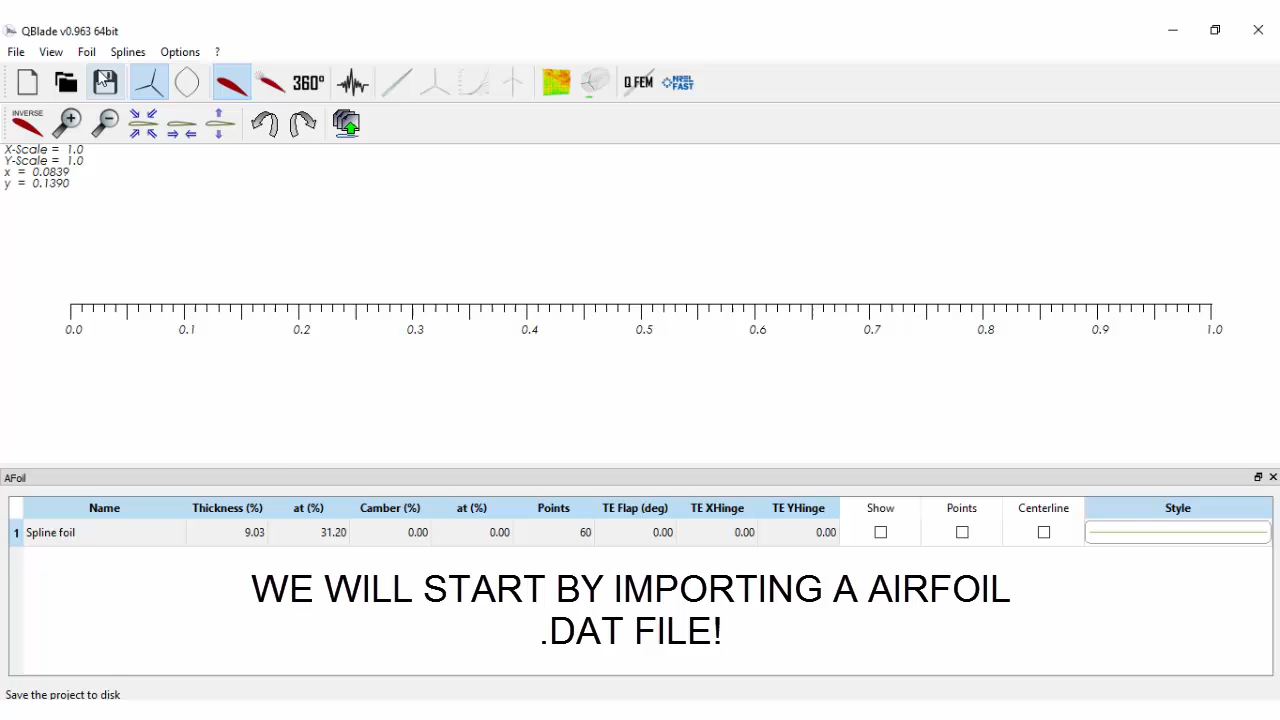 QBlade v0.963 64bit
File View Foil Splines Options ?
360° Q FEM NREL FAST
INVERSE
X-Scale = 1.0
Y-Scale = 1.0
x = 0.0839
y = 0.1390
0.0 0.1 0.2 0.3 0.4 0.5 0.6 0.7 0.8 0.9 1.0
AFoil
Name Thickness (%) at (%) Camber (%) at (%) Points TE Flap (deg) TE XHinge TE YHinge Show Points Centerline Style
1 Spline foil 9.03 31.20 0.00 0.00 60 0.00 0.00 0.00
WE WILL START BY IMPORTING A AIRFOIL
.DAT FILE!
Save the project to disk